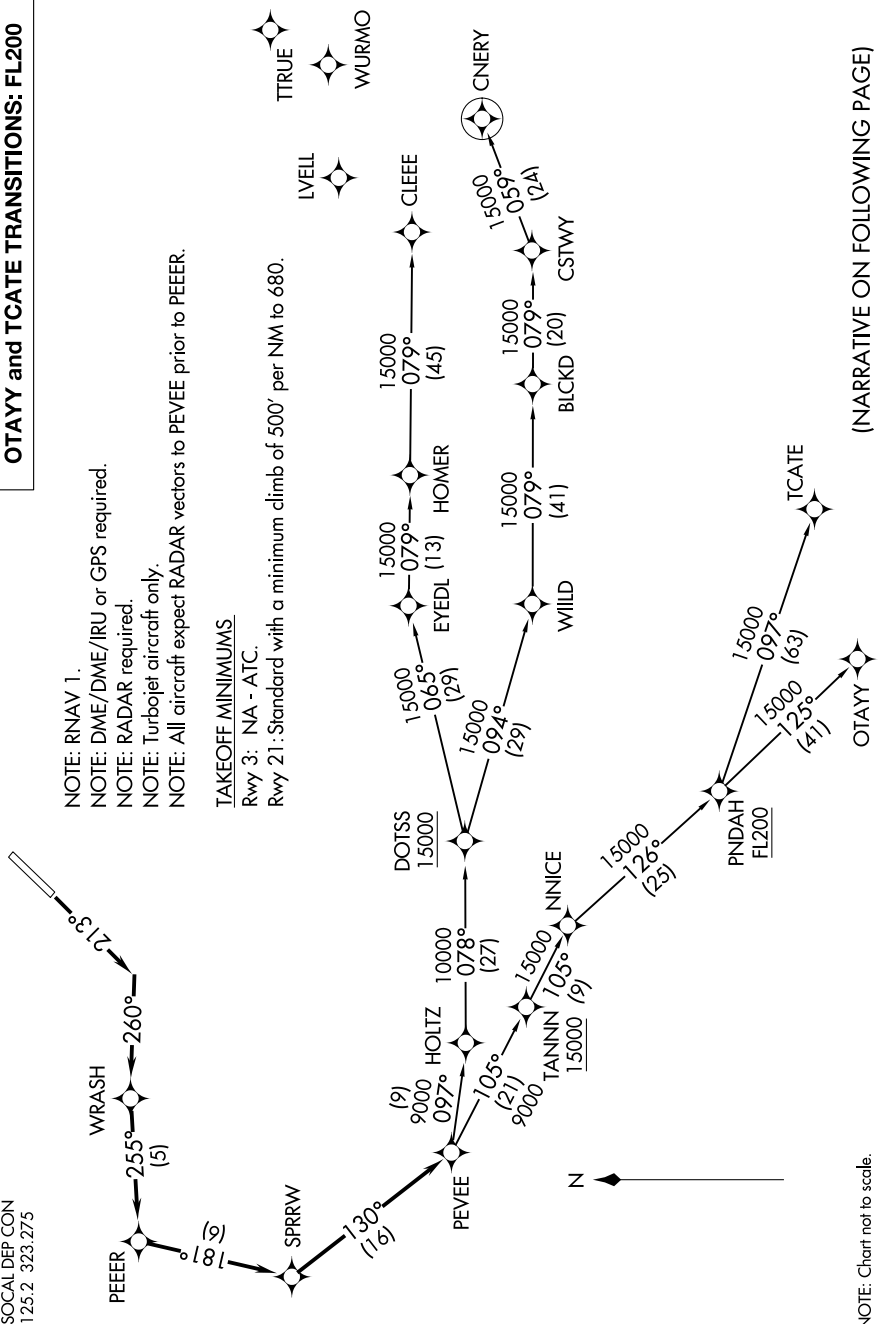 SOCAL DEP CON
125.2 323.275
OTAYY and TCATE TRANSITIONS: FL200
NOTE: RNAV 1.
NOTE: DME/DME/IRU or GPS required.
NOTE: RADAR required.
NOTE: Turbojet aircraft only.
NOTE: All aircraft expect RADAR vectors to PEVEE prior to PEEER.
TAKEOFF MINIMUMS
Rwy 3: NA - ATC.
Rwy 21: Standard with a minimum climb of 500' per NM to 680.
213°
260°
WRASH
255°
(5)
PEEER
181°
(6)
SPRRW
130°
(16)
PEVEE
(9)
9000
097°
HOLTZ
10000
078°
(27)
DOTSS
15000
15000
065°
(29)
EYEDL
15000
079°
(13)
HOMER
15000
079°
(45)
CLEEE
LVELL
TTRUE
WURMO
15000
094°
(29)
WIILD
15000
079°
(41)
BLCKD
15000
079°
(20)
CSTWY
15000
059°
(24)
CNERY
105°
(21)
9000
TANNN
15000
15000
105°
(9)
NNICE
15000
126°
(25)
PNDAH
FL200
15000
097°
(63)
TCATE
15000
125°
(41)
OTAYY
N
NOTE: Chart not to scale.
(NARRATIVE ON FOLLOWING PAGE)